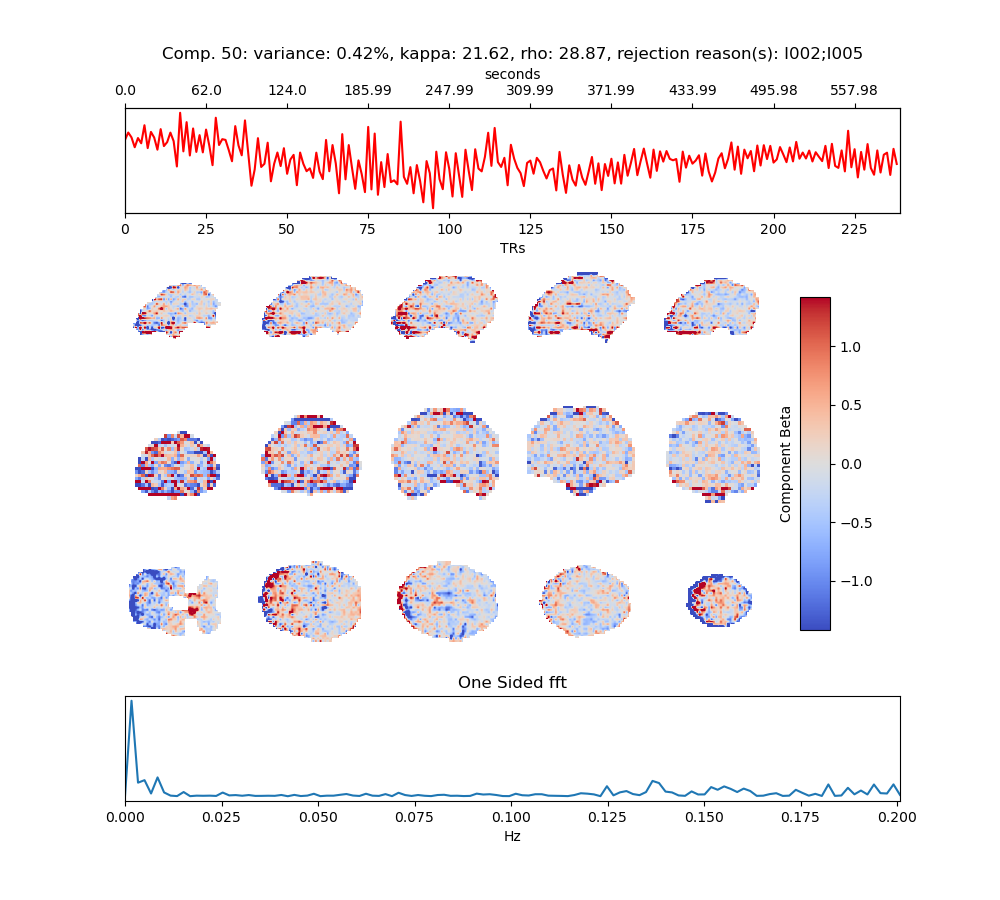 Comp. 50: variance: 0.42%, kappa: 21.62, rho: 28.87, rejection reason(s): I002;I005
seconds
0.0 62.0 124.0 185.99 247.99 309.99 371.99 433.99 495.98 557.98
0 25 50 75 100 125 150 175 200 225
TRs
1.0
0.5
0.0
−0.5
−1.0
Component Beta
One Sided fft
0.000 0.025 0.050 0.075 0.100 0.125 0.150 0.175 0.200
Hz